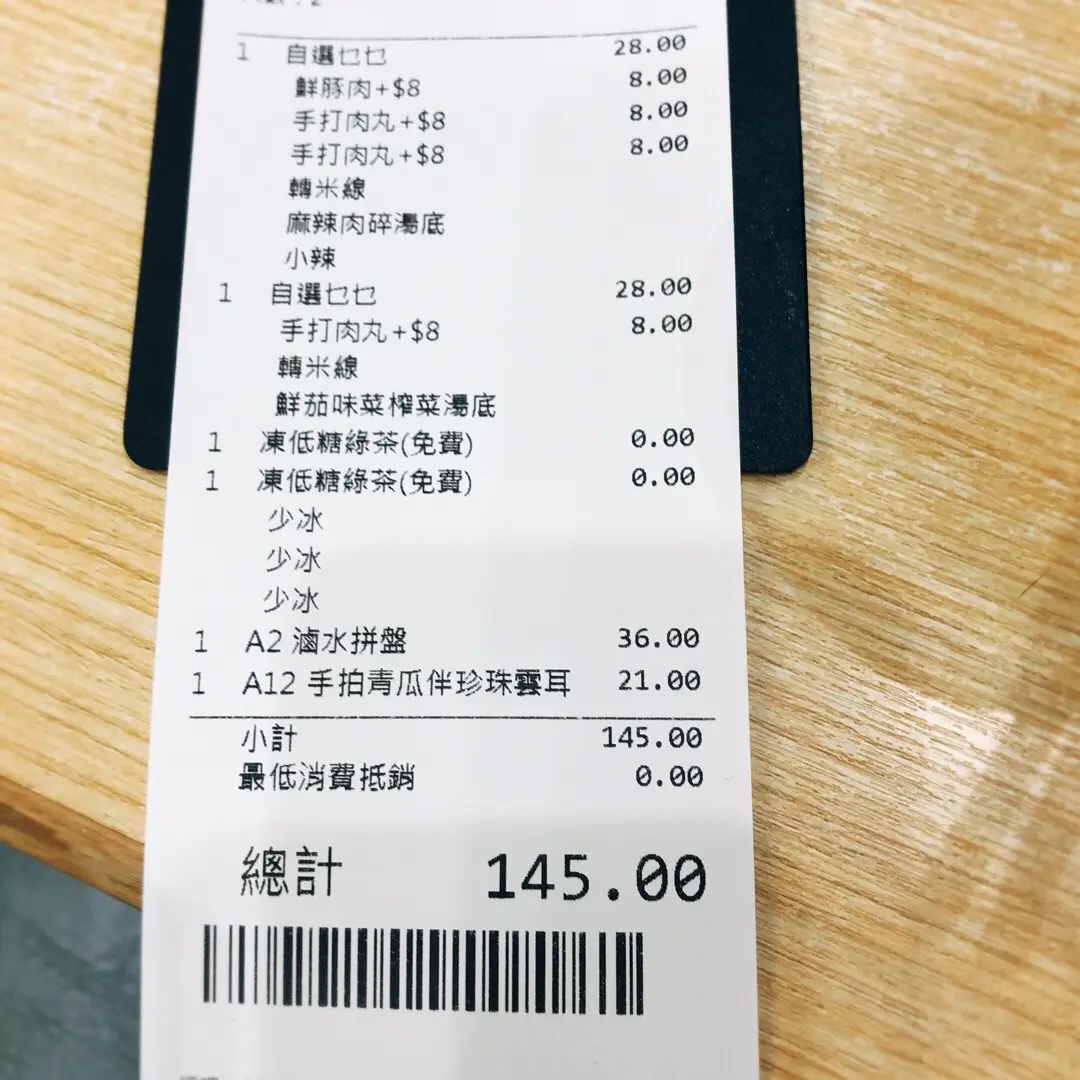 1 自選乜乜 28.00
鮮豚肉+$8 8.00
手打肉丸+$8 8.00
手打肉丸+$8 8.00
轉米線
麻辣肉碎湯底
小辣
1 自選乜乜 28.00
手打肉丸+$8 8.00
轉米線
鮮茄味菜榨菜湯底
1 凍低糖綠茶(免費) 0.00
1 凍低糖綠茶(免費) 0.00
少冰
少冰
少冰
1 A2 滷水拼盤 36.00
1 A12 手拍青瓜伴珍珠雲耳 21.00
小計 145.00
最低消費抵銷 0.00
總計 145.00